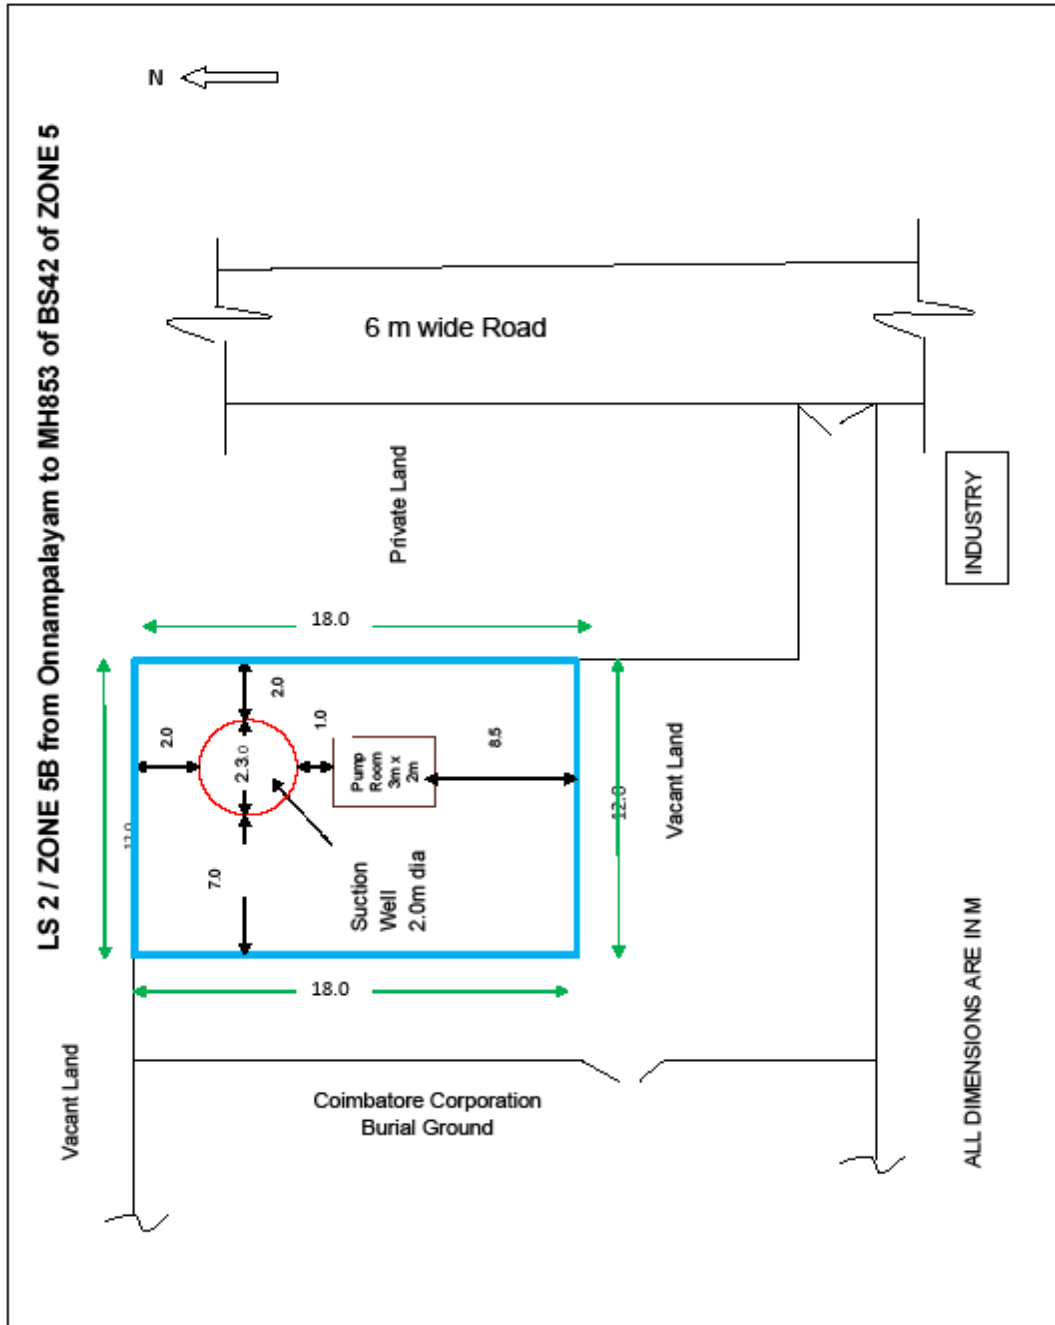 LS 2 / ZONE 5B from Onnampalayam to MH853 of BS42 of ZONE 5
N
6 m wide Road
Private Land
INDUSTRY
18.0
2.0
2.0
2.3.0
1.0
Pump
Room
3m x
2m
8.5
12.0
12.0
7.0
Suction
Well
2.0m dia
Vacant Land
18.0
Vacant Land
Coimbatore Corporation
Burial Ground
ALL DIMENSIONS ARE IN M